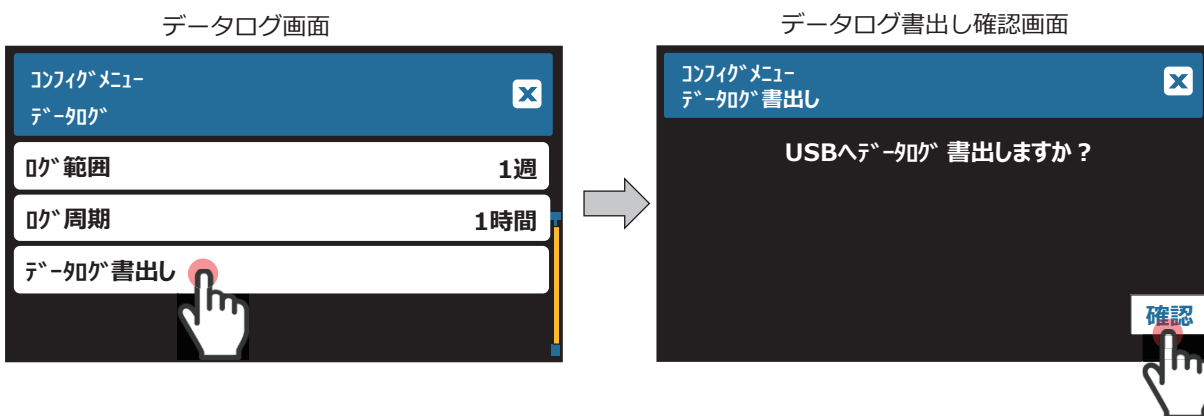 データログ画面
ｺﾝﾌｨｸﾞﾒﾆｭｰ
ﾃﾞｰﾀﾛｸﾞ
X
ﾛｸﾞ範囲 1週
ﾛｸﾞ周期 1時間
ﾃﾞｰﾀﾛｸﾞ書出し
データログ書出し確認画面
ｺﾝﾌｨｸﾞﾒﾆｭｰ
ﾃﾞｰﾀﾛｸﾞ書出し
X
USBへﾃﾞｰﾀﾛｸﾞ 書出しますか？
確認